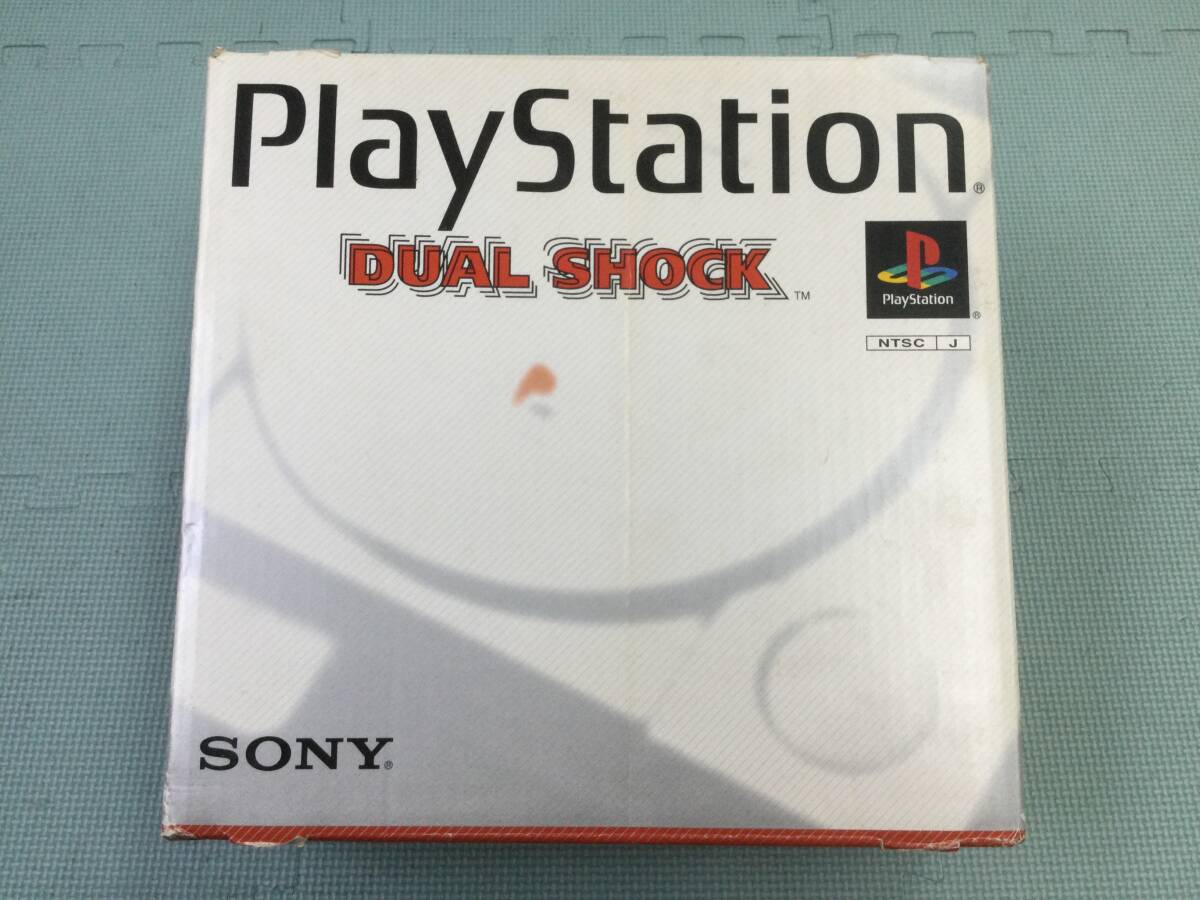 PlayStation®
DUAL SHOCK™
PlayStation®
NTSC J
SONY®